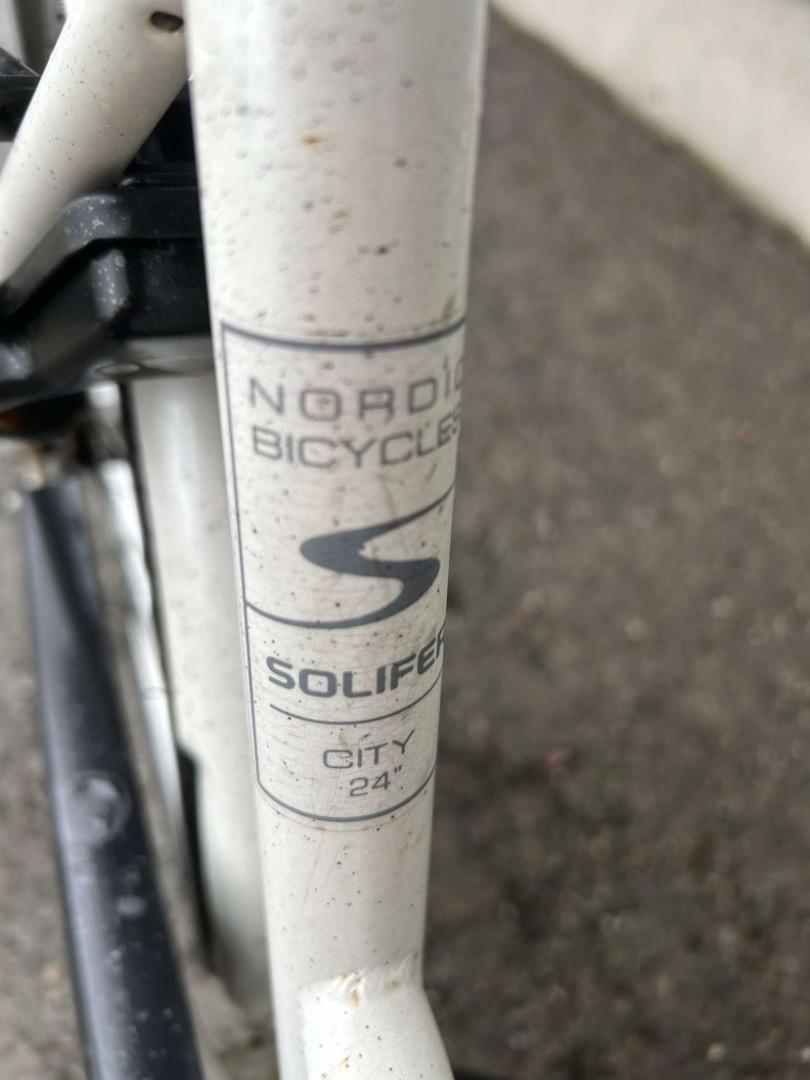 NORDIC
BICYCLES
SOLIFER
CITY
24"